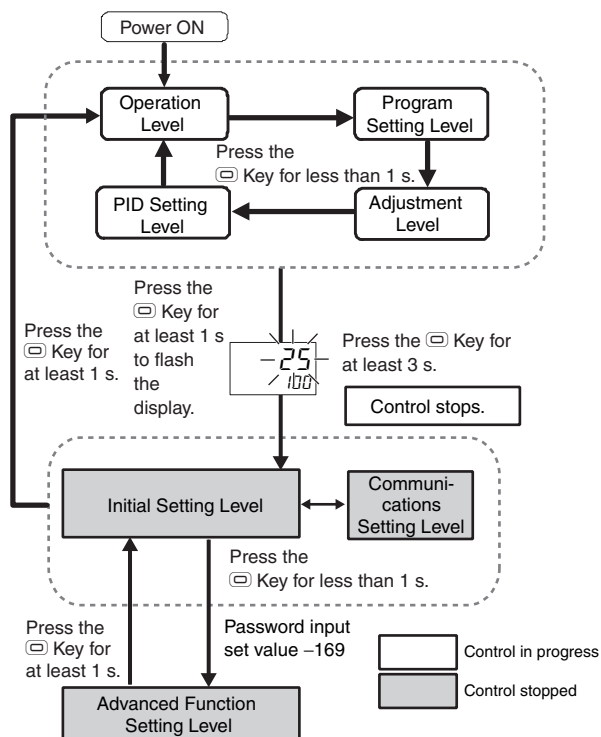 Power ON
Operation
Level
Program
Setting Level
Press the
Key for less than 1 s.
PID Setting
Level
Adjustment
Level
Press the
Key for
at least 1 s.
Press the
Key for
at least 1 s
to flash
the
display.
25
100
Press the Key for
at least 3 s.
Control stops.
Initial Setting Level
Communi-
cations
Setting Level
Press the
Key for less than 1 s.
Press the
Key for
at least 1 s.
Password input
set value –169
Control in progress
Control stopped
Advanced Function
Setting Level